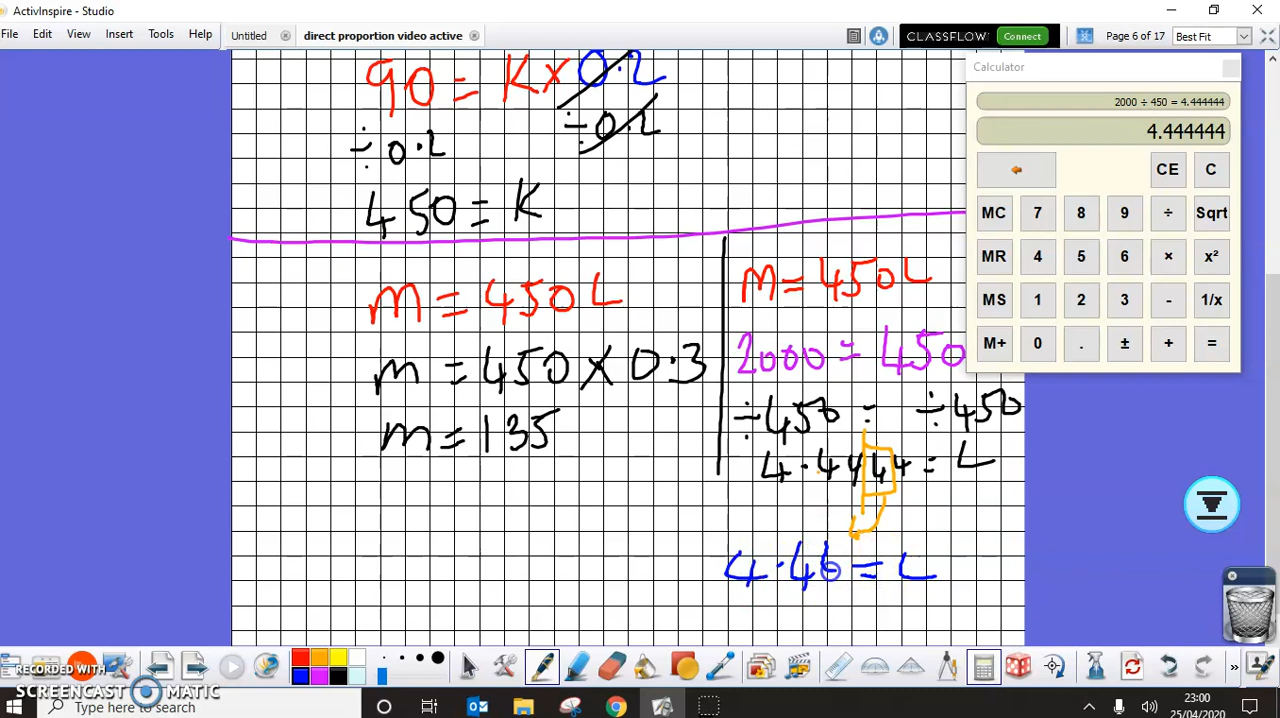 ActivInspire - Studio
File Edit View Insert Tools Help Untitled direct proportion video active CLASSFLOW Connect Page 6 of 17 Best Fit
90 = K × 0.2
÷0.2 ÷0.2
450 = K
Calculator
2000 ÷ 450 = 4.444444
4.444444
CE C
MC 7 8 9 ÷ Sqrt
MR 4 5 6 × x²
MS 1 2 3 - 1/x
M+ 0 . ± + =
m = 450L
m = 450 × 0.3
m = 135
M = 450L
2000 = 450
÷450 = ÷450
4.4444 = L
= L
RECORDED WITH
SCREENCAST MATIC
Type here to search
23:00
25/04/2020